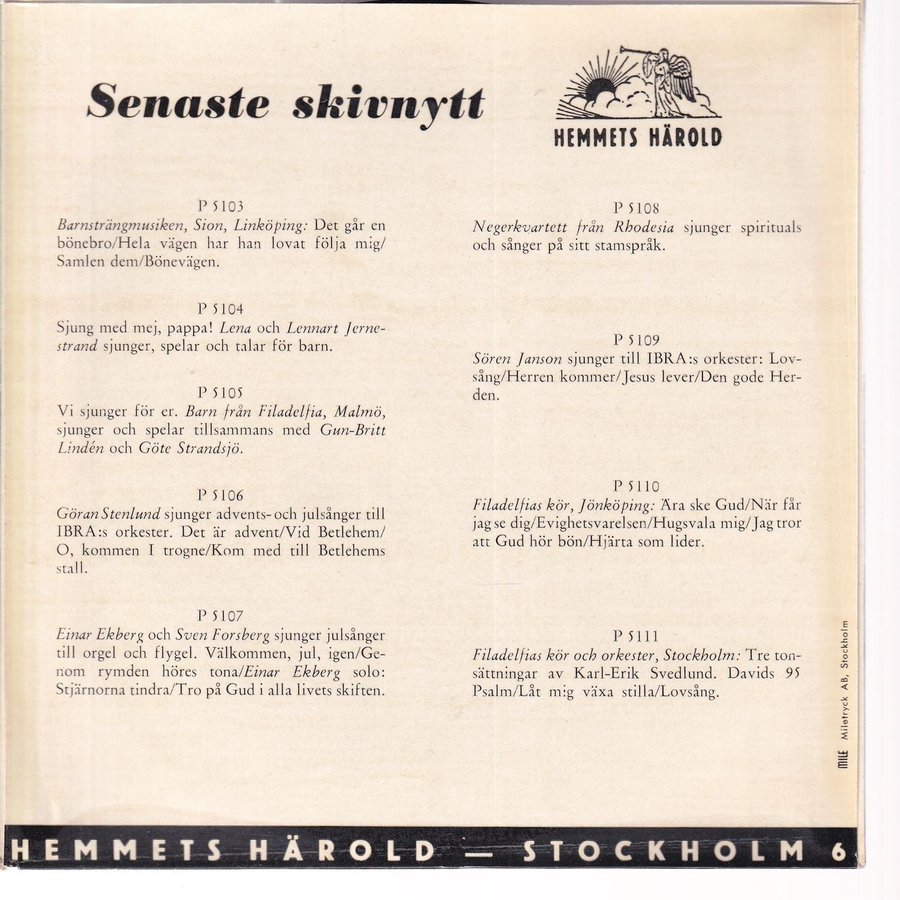 Senaste skivnytt
HEMMETS HÄROLD
P 5103
Barnsträngmusiken, Sion, Linköping: Det går en
bönebro/Hela vägen har han lovat följa mig/
Samlen dem/Bönevägen.
P 5104
Sjung med mej, pappa! Lena och Lennart Jerne-
strand sjunger, spelar och talar för barn.
P 5105
Vi sjunger för er. Barn från Filadelfia, Malmö,
sjunger och spelar tillsammans med Gun-Britt
Lindén och Göte Strandsjö.
P 5106
Göran Stenlund sjunger advents- och julsånger till
IBRA:s orkester. Det är advent/Vid Betlehem/
O, kommen I trogne/Kom med till Betlehems
stall.
P 5107
Einar Ekberg och Sven Forsberg sjunger julsånger
till orgel och flygel. Välkommen, jul, igen/Ge-
nom rymden höres tona/Einar Ekberg solo:
Stjärnorna tindra/Tro på Gud i alla livets skiften.
P 5108
Negerkvartett från Rhodesia sjunger spirituals
och sånger på sitt stamspråk.
P 5109
Sören Janson sjunger till IBRA:s orkester: Lov-
sång/Herren kommer/Jesus lever/Den gode Her-
den.
P 5110
Filadelfias kör, Jönköping: Ära ske Gud/När får
jag se dig/Evighetsvarelsen/Hugsvala mig/Jag tror
att Gud hör bön/Hjärta som lider.
P 5111
Filadelfias kör och orkester, Stockholm: Tre ton-
sättningar av Karl-Erik Svedlund. Davids 95
Psalm/Låt mig växa stilla/Lovsång.
MILE Miletryck AB, Stockholm
HEMMETS HÄROLD — STOCKHOLM 6